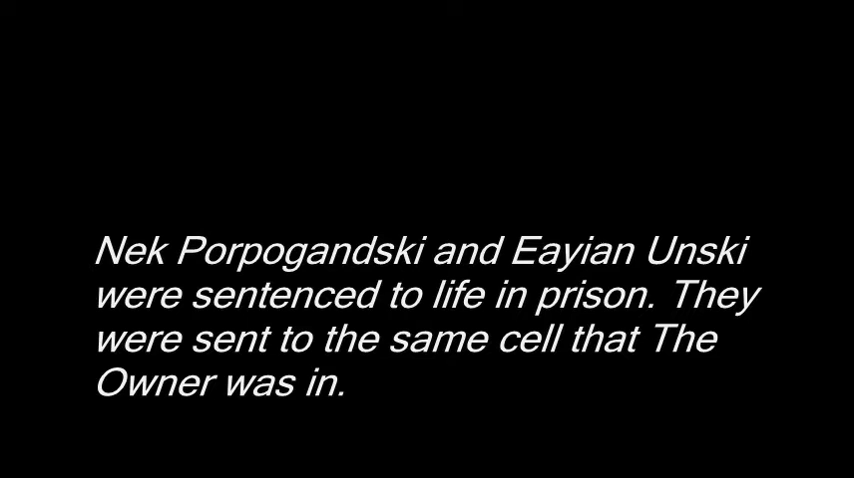 Nek Porpogandski and Eayian Unski
were sentenced to life in prison. They
were sent to the same cell that The
Owner was in.